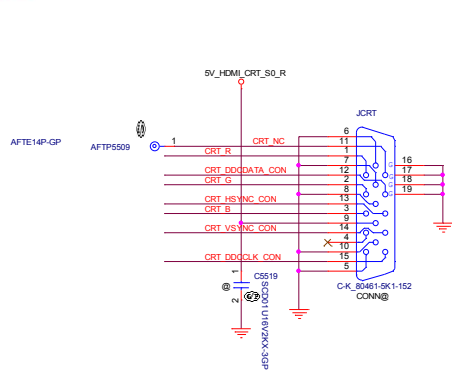 5V_HDMI_CRT_S0_R
JCRT
AFTE14P-GP
AFTP5509
1
CRT_NC
CRT_R
CRT_DDCDATA_CON
CRT_G
CRT_HSYNC_CON
CRT_B
CRT_VSYNC_CON
CRT_DDCCLK_CON
6
11
1
7
12
2
8
13
3
9
14
4
10
15
5
G 16
G 17
G 18
G 19
1
C5519
@
2
SCD01U16V2KX-3GP
C-K_80461-5K1-152
CONN@